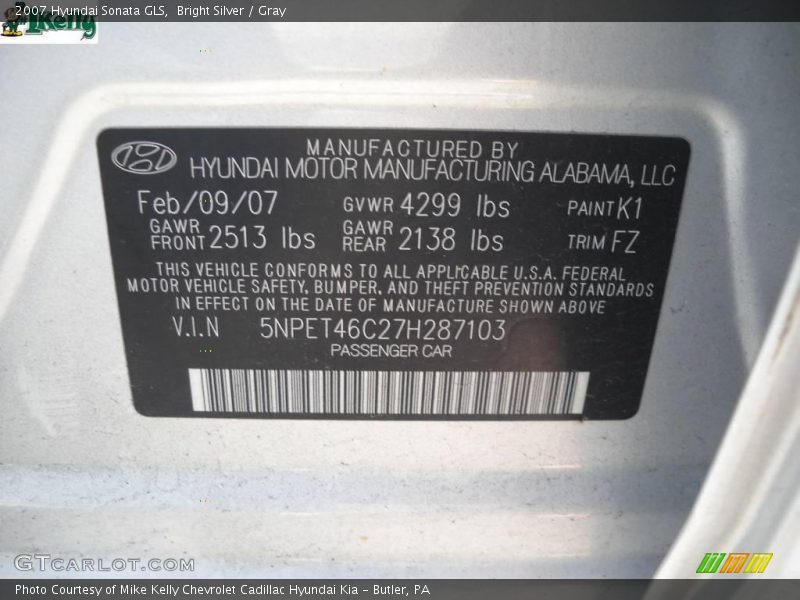 2007 Hyundai Sonata GLS, Bright Silver / Gray
Kelly
MANUFACTURED BY
HYUNDAI MOTOR MANUFACTURING ALABAMA, LLC
Feb/09/07 GVWR 4299 lbs PAINT K1
GAWR FRONT 2513 lbs GAWR REAR 2138 lbs TRIM FZ
THIS VEHICLE CONFORMS TO ALL APPLICABLE U.S.A. FEDERAL
MOTOR VEHICLE SAFETY, BUMPER, AND THEFT PREVENTION STANDARDS
IN EFFECT ON THE DATE OF MANUFACTURE SHOWN ABOVE
V.I.N 5NPET46C27H287103
PASSENGER CAR
GTCARLOT.COM
Photo Courtesy of Mike Kelly Chevrolet Cadillac Hyundai Kia - Butler, PA